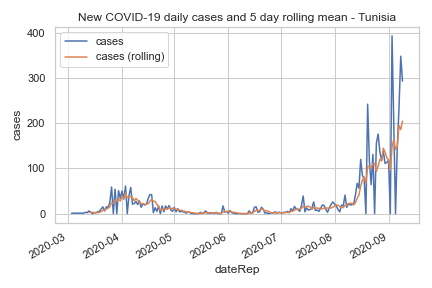 New COVID-19 daily cases and 5 day rolling mean - Tunisia
cases
cases (rolling)
400
300
200
100
0
cases
2020-03
2020-04
2020-05
2020-06
2020-07
2020-08
2020-09
dateRep